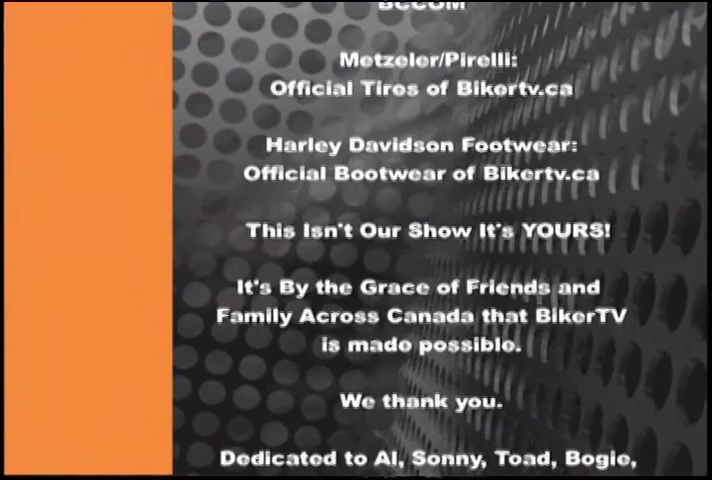 BCCOM
Metzeler/Pirelli:
Official Tires of Bikertv.ca
Harley Davidson Footwear:
Official Bootwear of Bikertv.ca
This Isn't Our Show It's YOURS!
It's By the Grace of Friends and
Family Across Canada that BikerTV
is made possible.
We thank you.
Dedicated to Al, Sonny, Toad, Bogie,